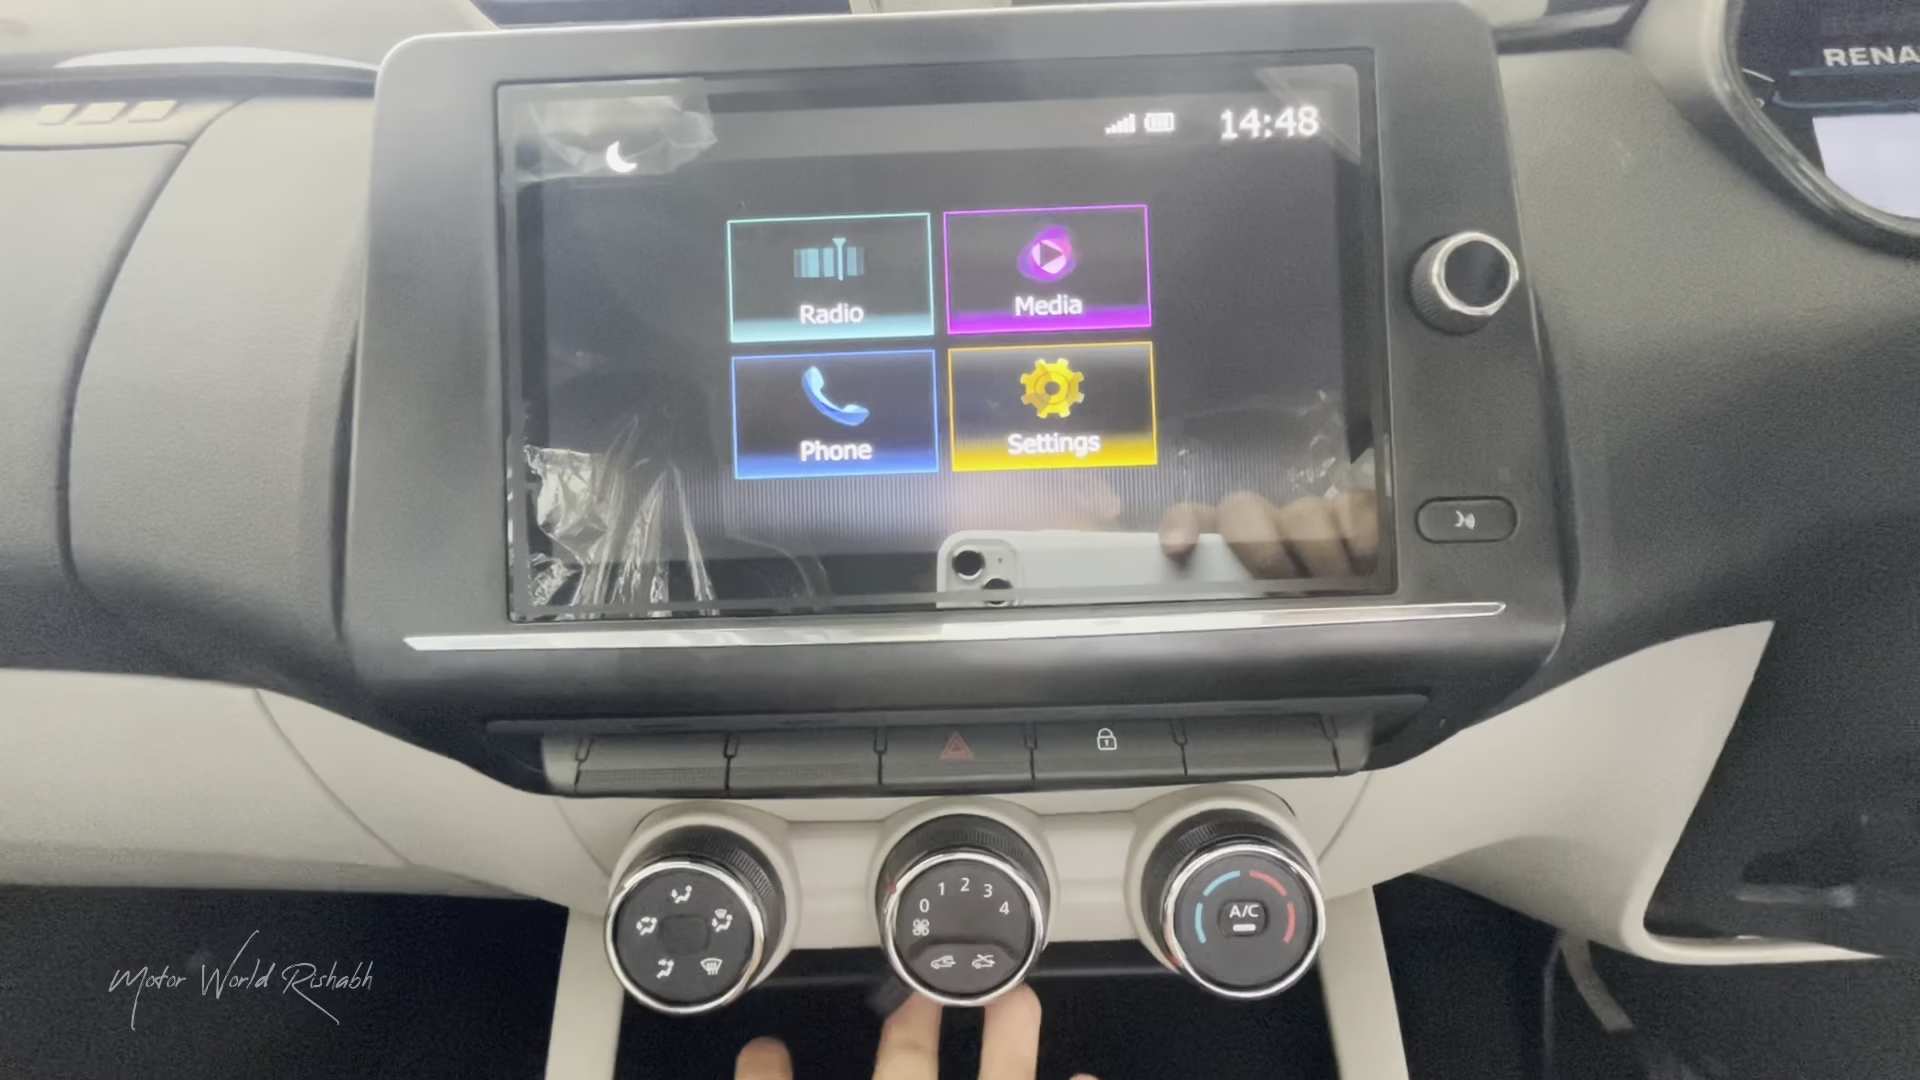 RENA
14:48
Radio
Media
Phone
Settings
0 1 2 3 4
A/C
Motor World Rishabh